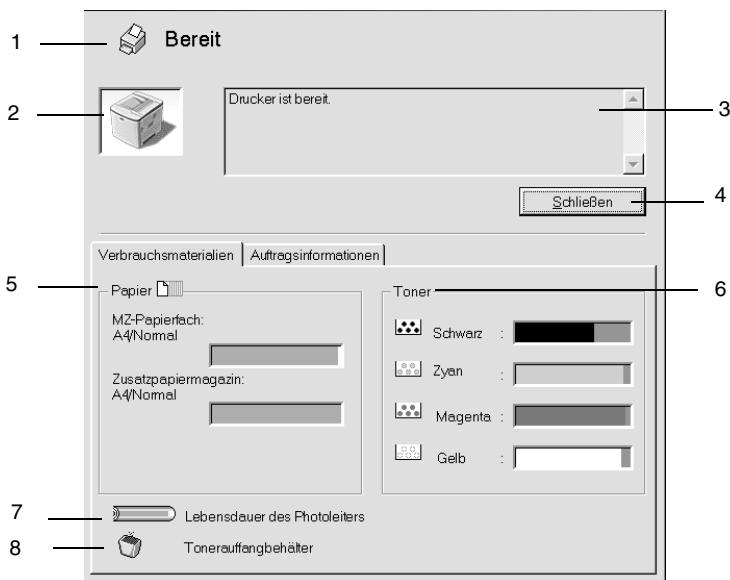 1 Bereit
2 Drucker ist bereit. 3
Schließen 4
Verbrauchsmaterialien Auftragsinformationen
5 Papier Toner 6
MZ-Papierfach:
A4/Normal
Zusatzpapiermagazin:
A4/Normal
Schwarz :
Zyan :
Magenta :
Gelb :
7 Lebensdauer des Photoleiters
8 Tonerauffangbehälter